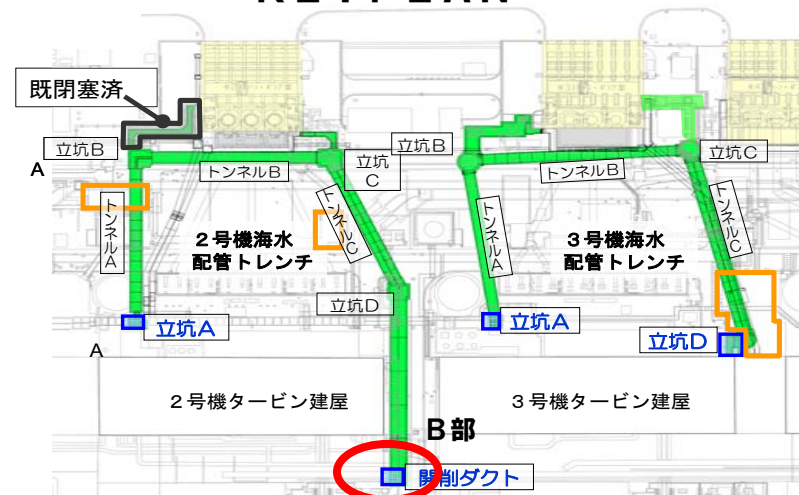 KEY PLAN
既閉塞済
立坑B
A
トンネルB
立坑
C
トンネルA
トンネルC
2号機海水
配管トレンチ
立坑D
立坑A
A
2号機タービン建屋
B部
開削ダクト
立坑B
トンネルB
立坑C
トンネルA
トンネルC
3号機海水
配管トレンチ
立坑A
立坑D
3号機タービン建屋